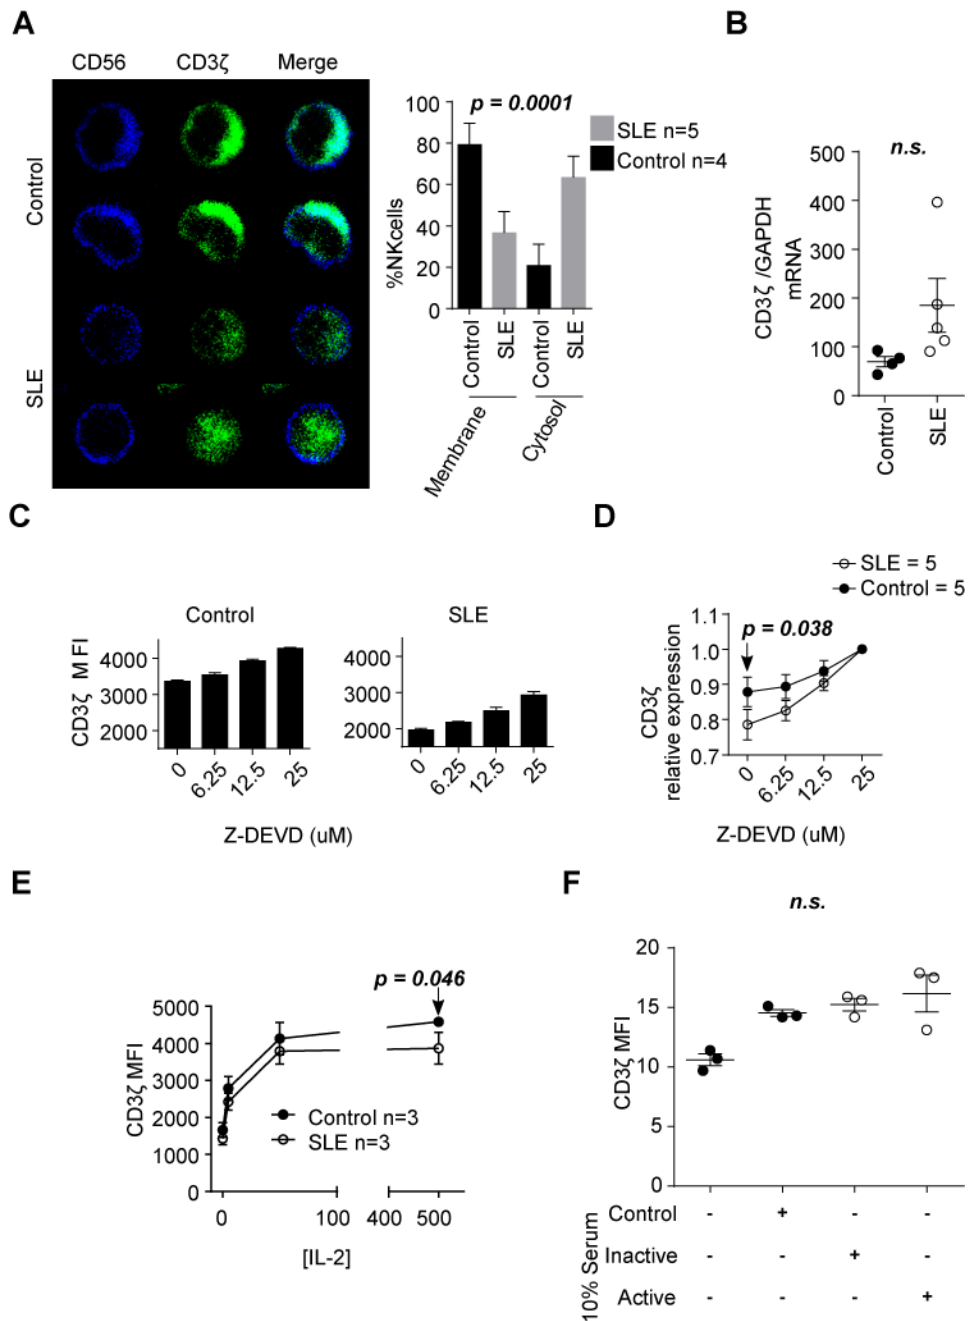 A
CD56 CD3ζ Merge
Control
SLE
p = 0.0001
SLE n=5
Control n=4
%NKcells
100
80
60
40
20
0
Control
SLE
Control
SLE
Membrane
Cytosol
B
n.s.
CD3ζ /GAPDH
mRNA
500
400
300
200
100
0
Control
SLE
C
Control
CD3ζ M FI
4000
3000
2000
0 6.25 12.5 25
SLE
4000
3000
2000
0 6.25 12.5 25
Z-DEVD (uM)
D
SLE = 5
Control = 5
p = 0.038
CD3ζ
relative expression
1.1
1.0
0.9
0.8
0.7
0 6.25 12.5 25
Z-DEVD (uM)
E
p = 0.046
CD3ζ MFI
5000
4000
3000
2000
1000
0
Control n=3
SLE n=3
0 100 400 500
[IL-2]
F
n.s.
CD3ζ MFI
20
15
10
5
0
10% Serum
Control - + - -
Inactive - - + -
Active - - - +